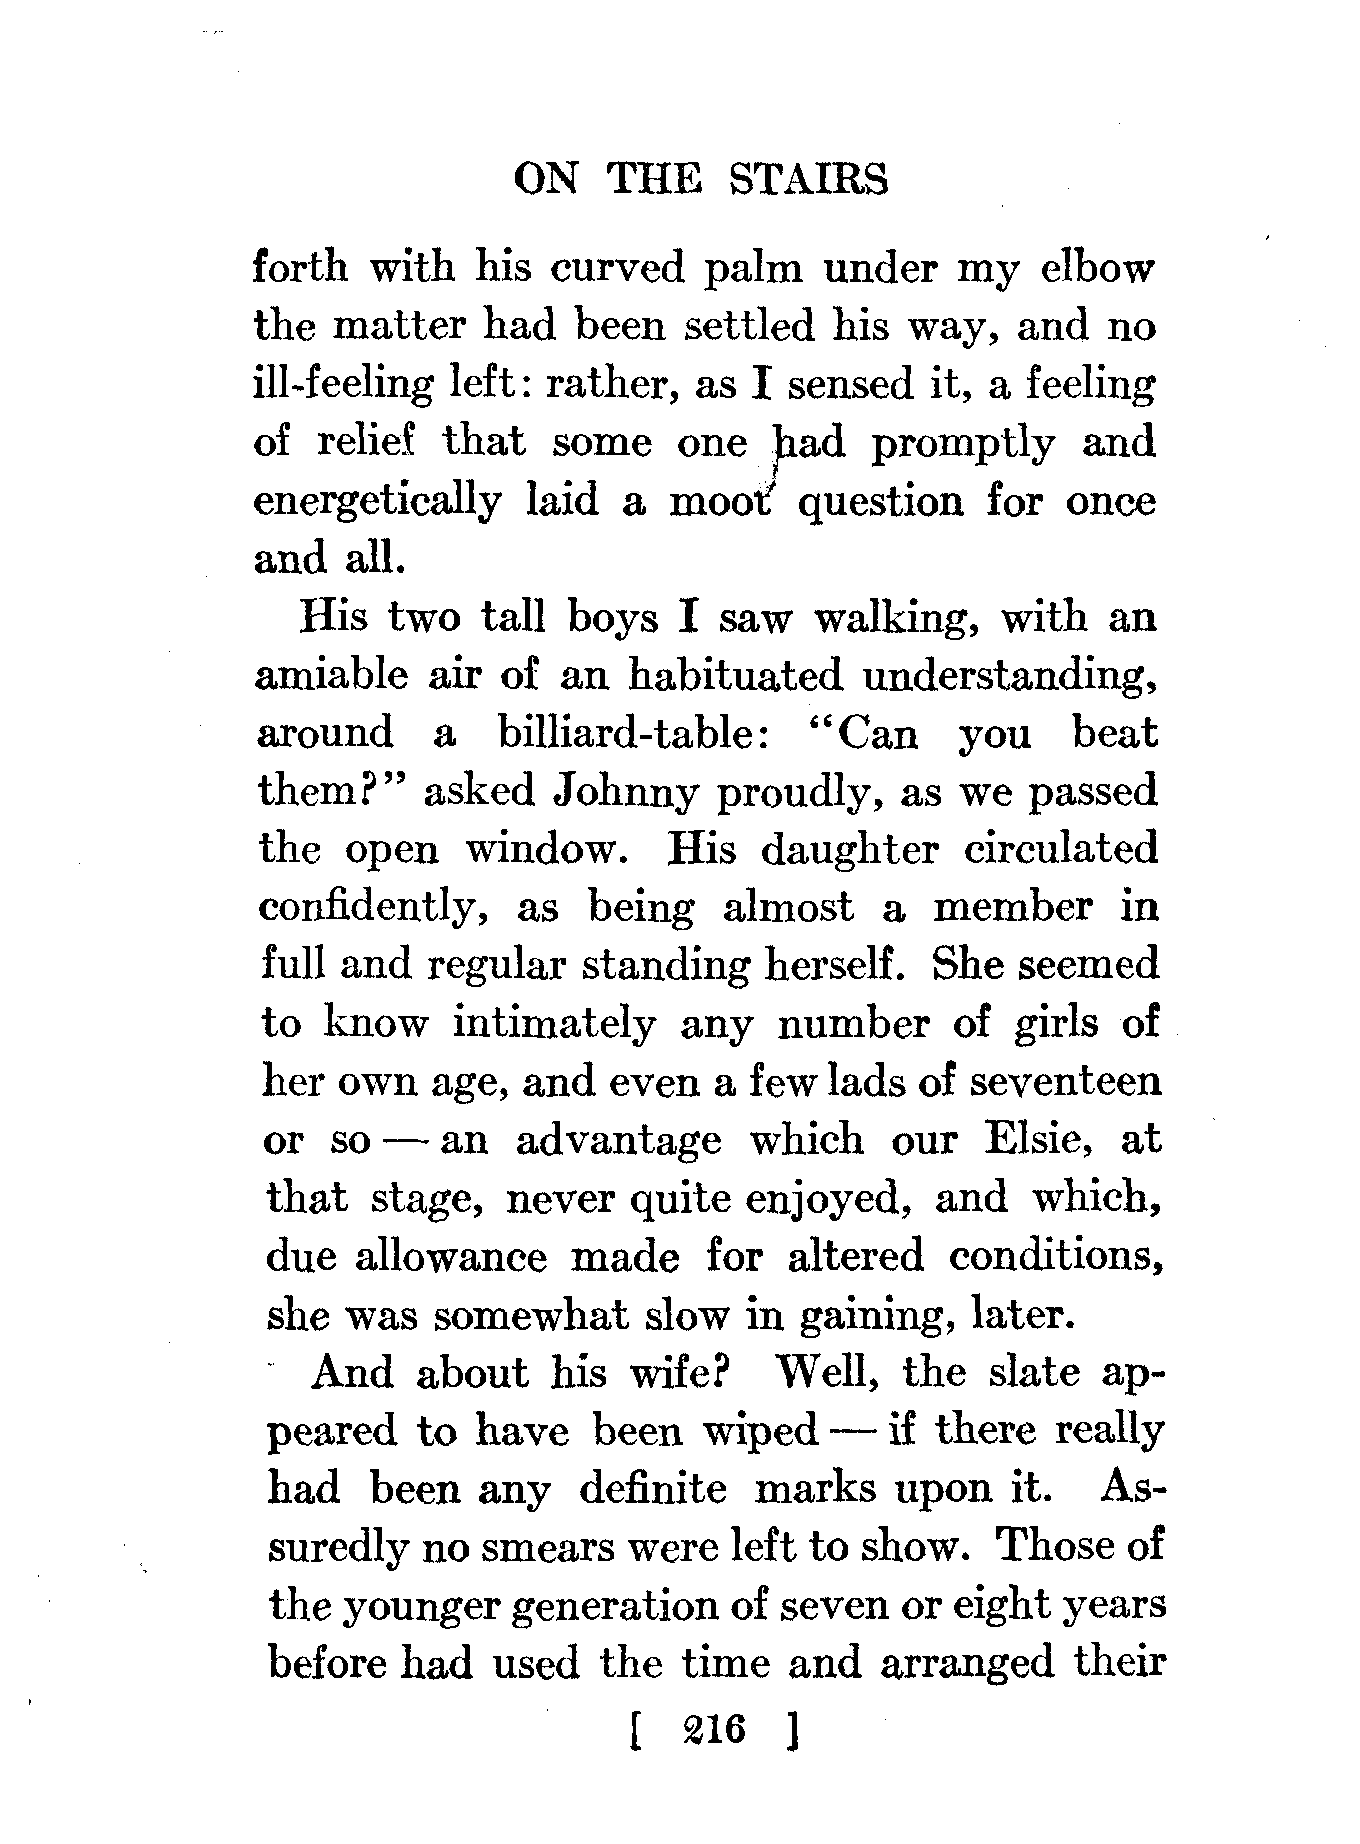 ON THE STAIRS
forth with his curved palm under my elbow
the matter had been settled his way, and no
ill-feeling left: rather, as I sensed it, a feeling
of relief that some one had promptly and
energetically laid a moot question for once
and all.
His two tall boys I saw walking, with an
amiable air of an habituated understanding,
around a billiard-table: “Can you beat
them?” asked Johnny proudly, as we passed
the open window. His daughter circulated
confidently, as being almost a member in
full and regular standing herself. She seemed
to know intimately any number of girls of
her own age, and even a few lads of seventeen
or so — an advantage which our Elsie, at
that stage, never quite enjoyed, and which,
due allowance made for altered conditions,
she was somewhat slow in gaining, later.
And about his wife? Well, the slate ap-
peared to have been wiped — if there really
had been any definite marks upon it. As-
suredly no smears were left to show. Those of
the younger generation of seven or eight years
before had used the time and arranged their
[ 216 ]